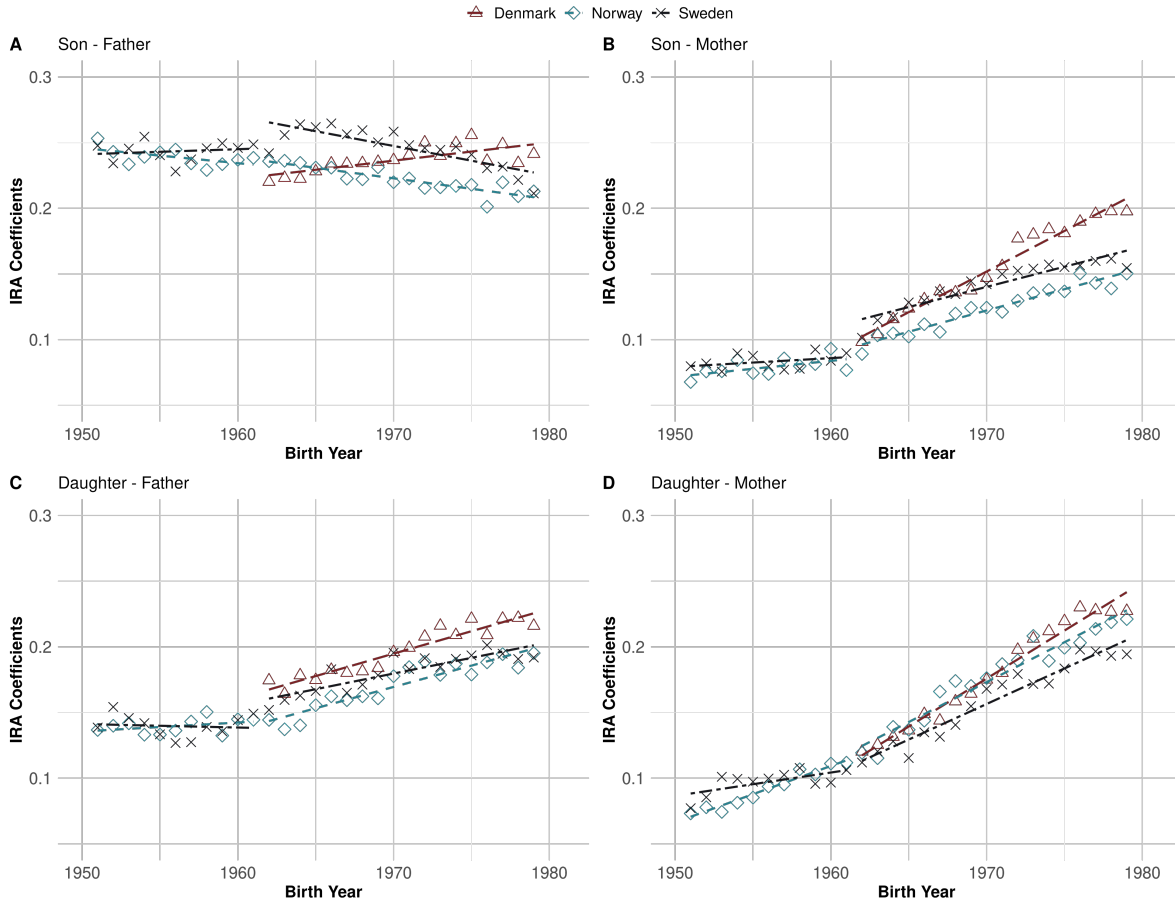 Denmark Norway Sweden
A Son - Father
0.3
0.2
0.1
IRA Coefficients
1950 1960 1970 1980
Birth Year
B Son - Mother
0.3
0.2
0.1
IRA Coefficients
1950 1960 1970 1980
Birth Year
C Daughter - Father
0.3
0.2
0.1
IRA Coefficients
1950 1960 1970 1980
Birth Year
D Daughter - Mother
0.3
0.2
0.1
IRA Coefficients
1950 1960 1970 1980
Birth Year